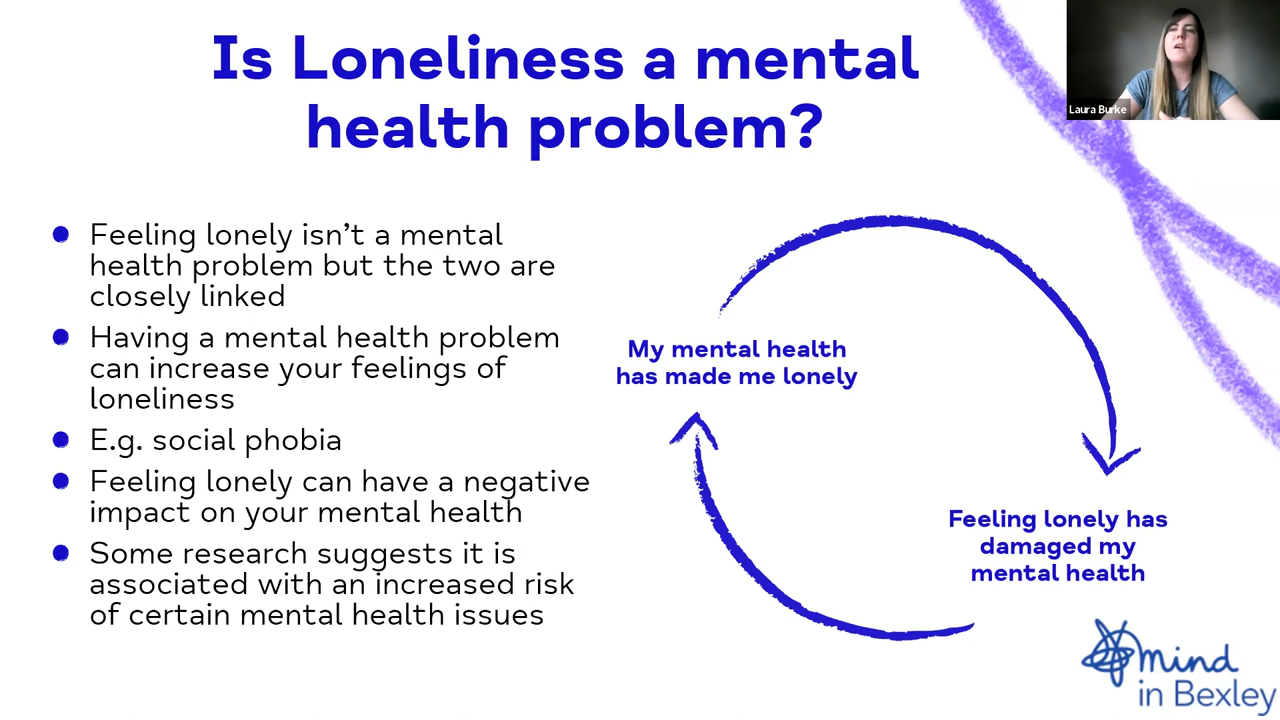 Is Loneliness a mental
health problem?
Laura Burke
Feeling lonely isn’t a mental
health problem but the two are
closely linked
Having a mental health problem
can increase your feelings of
loneliness
E.g. social phobia
Feeling lonely can have a negative
impact on your mental health
Some research suggests it is
associated with an increased risk
of certain mental health issues
My mental health
has made me lonely
Feeling lonely has
damaged my
mental health
mind
in Bexley